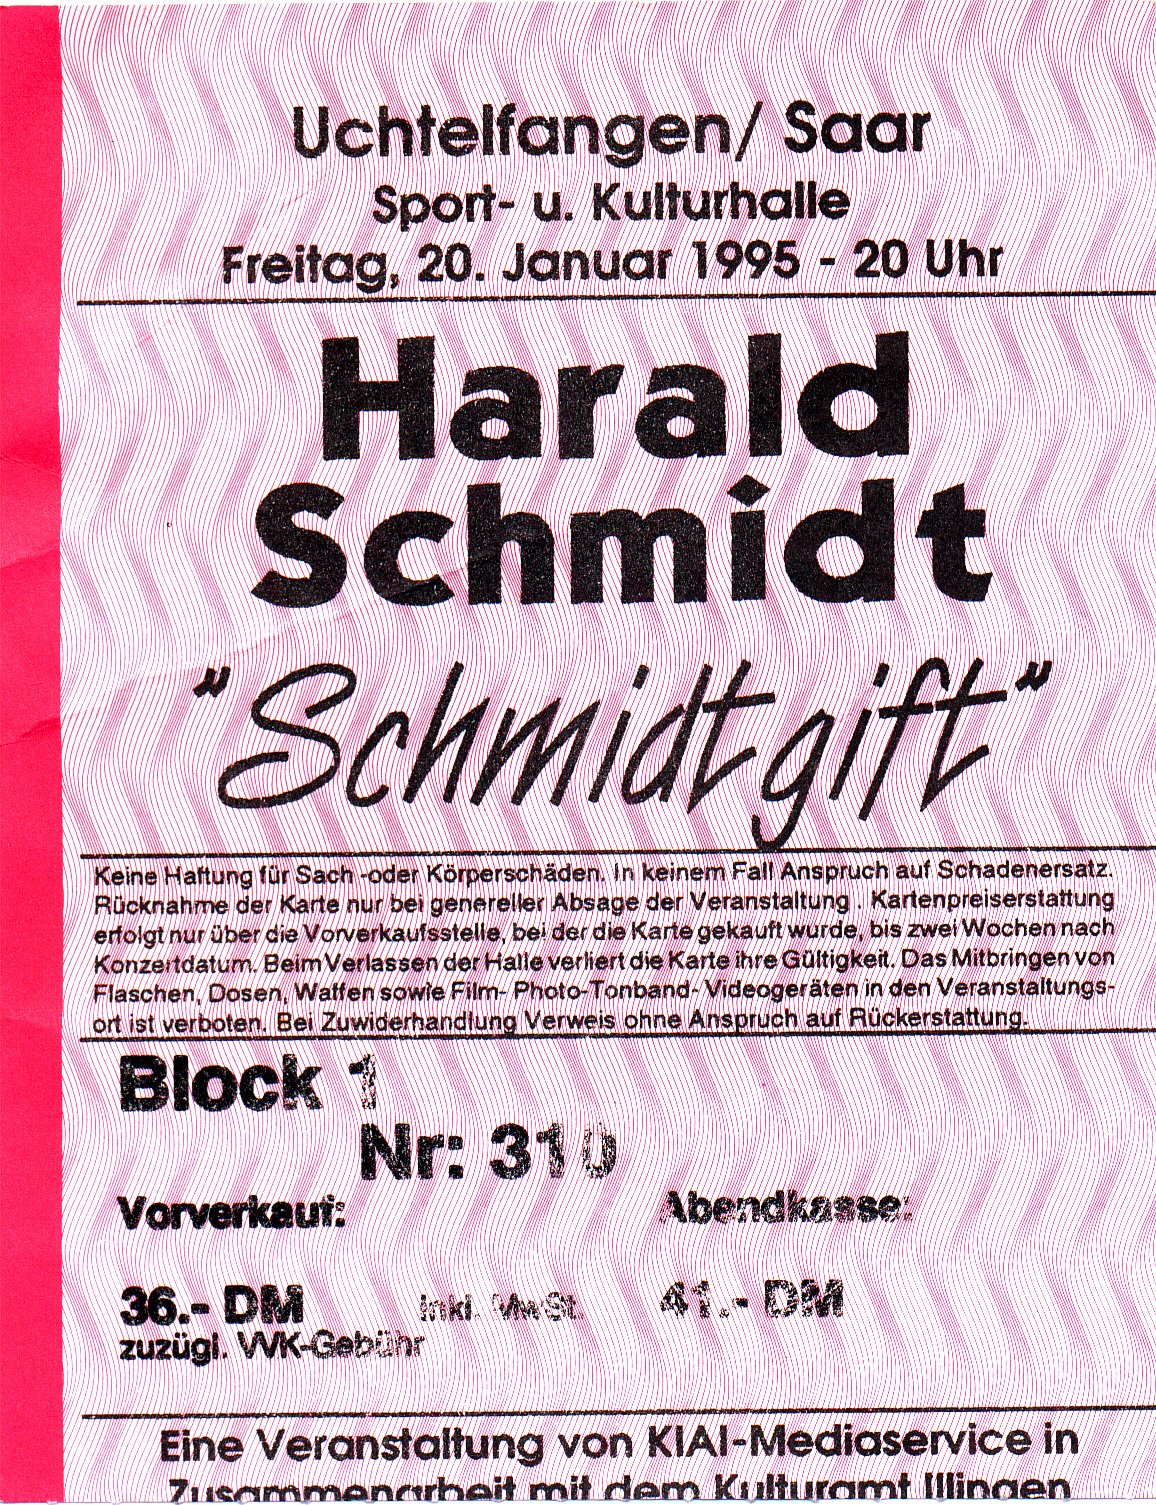 Uchtelfangen/ Saar
Sport- u. Kulturhalle
Freitag, 20. Januar 1995 - 20 Uhr
Harald
Schmidt
"Schmidtgift"
Keine Haftung für Sach -oder Körperschäden. In keinem Fall Anspruch auf Schadenersatz.
Rücknahme der Karte nur bei genereller Absage der Veranstaltung . Kartenpreiserstattung
erfolgt nur über die Vorverkaufsstelle, bei der die Karte gekauft wurde, bis zwei Wochen nach
Konzertdatum. Beim Verlassen der Halle verliert die Karte ihre Gültigkeit. Das Mitbringen von
Flaschen, Dosen, Waffen sowie Film- Photo-Tonband- Videogeräten in den Veranstaltungs-
ort ist verboten. Bei Zuwiderhandlung Verweis ohne Anspruch auf Rückerstattung.
Block 1
Nr: 310
Vorverkauf: Abendkasse:
36.- DM inkl. MwSt. 41.- DM
zuzügl. VVK-Gebühr
Eine Veranstaltung von KIAI-Mediaservice in
Zusammenarbeit mit dem Kulturamt Illingen